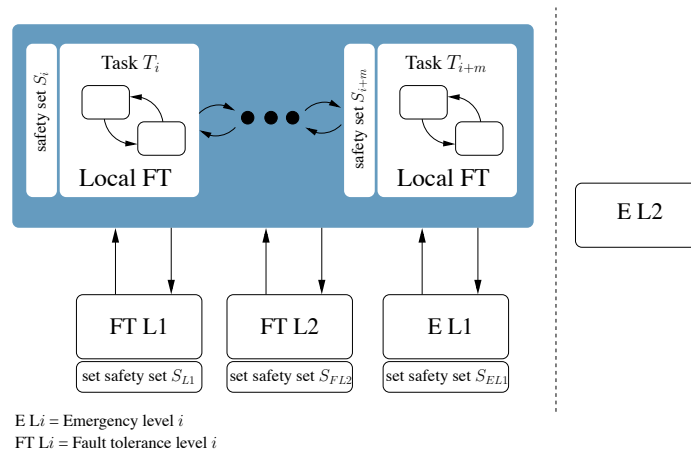 Task T_i
Task T_{i+m}
safety set S_i
safety set S_{i+m}
Local FT
Local FT
E L2
FT L1
FT L2
E L1
set safety set S_{L1}
set safety set S_{FL2}
set safety set S_{EL1}
E Li = Emergency level i
FT Li = Fault tolerance level i